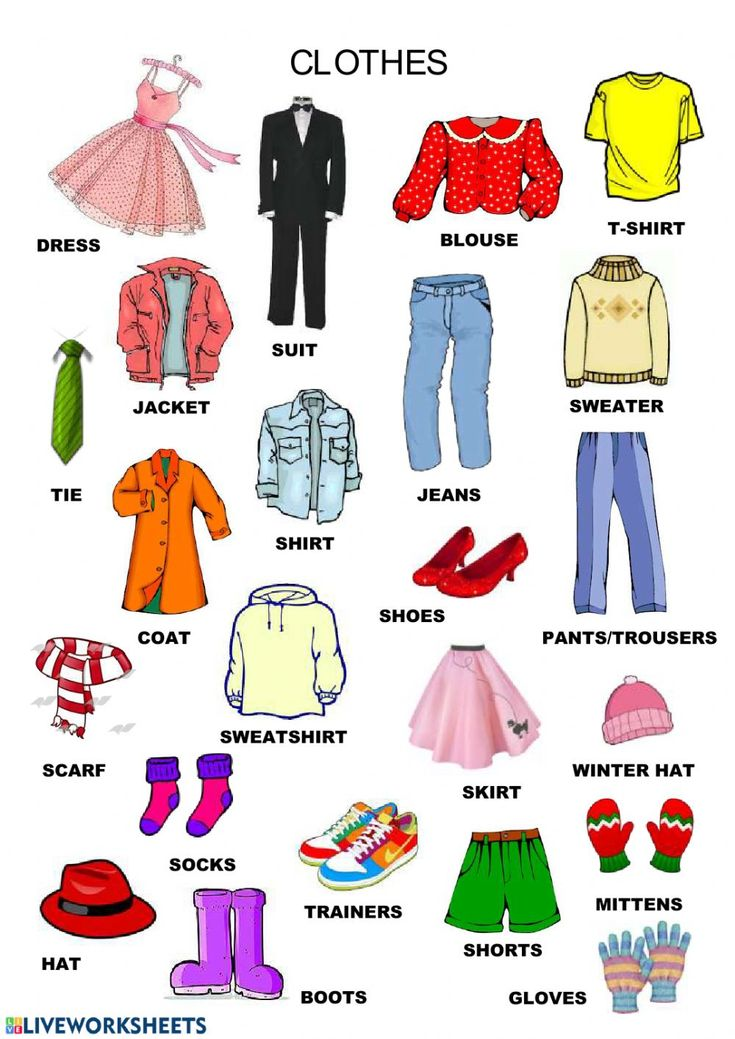 CLOTHES
DRESS
SUIT
BLOUSE
T-SHIRT
JACKET
SWEATER
TIE
SHIRT
JEANS
COAT
SHOES
PANTS/TROUSERS
SCARF
SWEATSHIRT
SKIRT
WINTER HAT
SOCKS
TRAINERS
SHORTS
MITTENS
HAT
BOOTS
GLOVES
LIVE LIVEWORKSHEETS